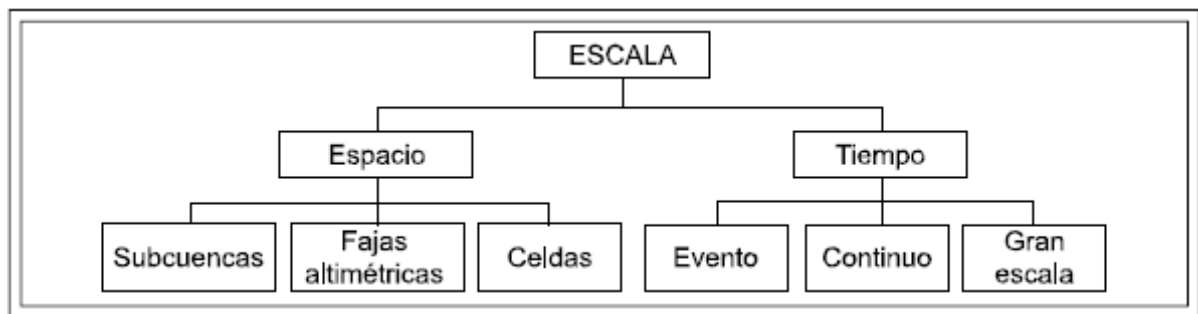 ESCALA
Espacio
Tiempo
Subcuencas
Fajas
altimétricas
Celdas
Evento
Continuo
Gran
escala